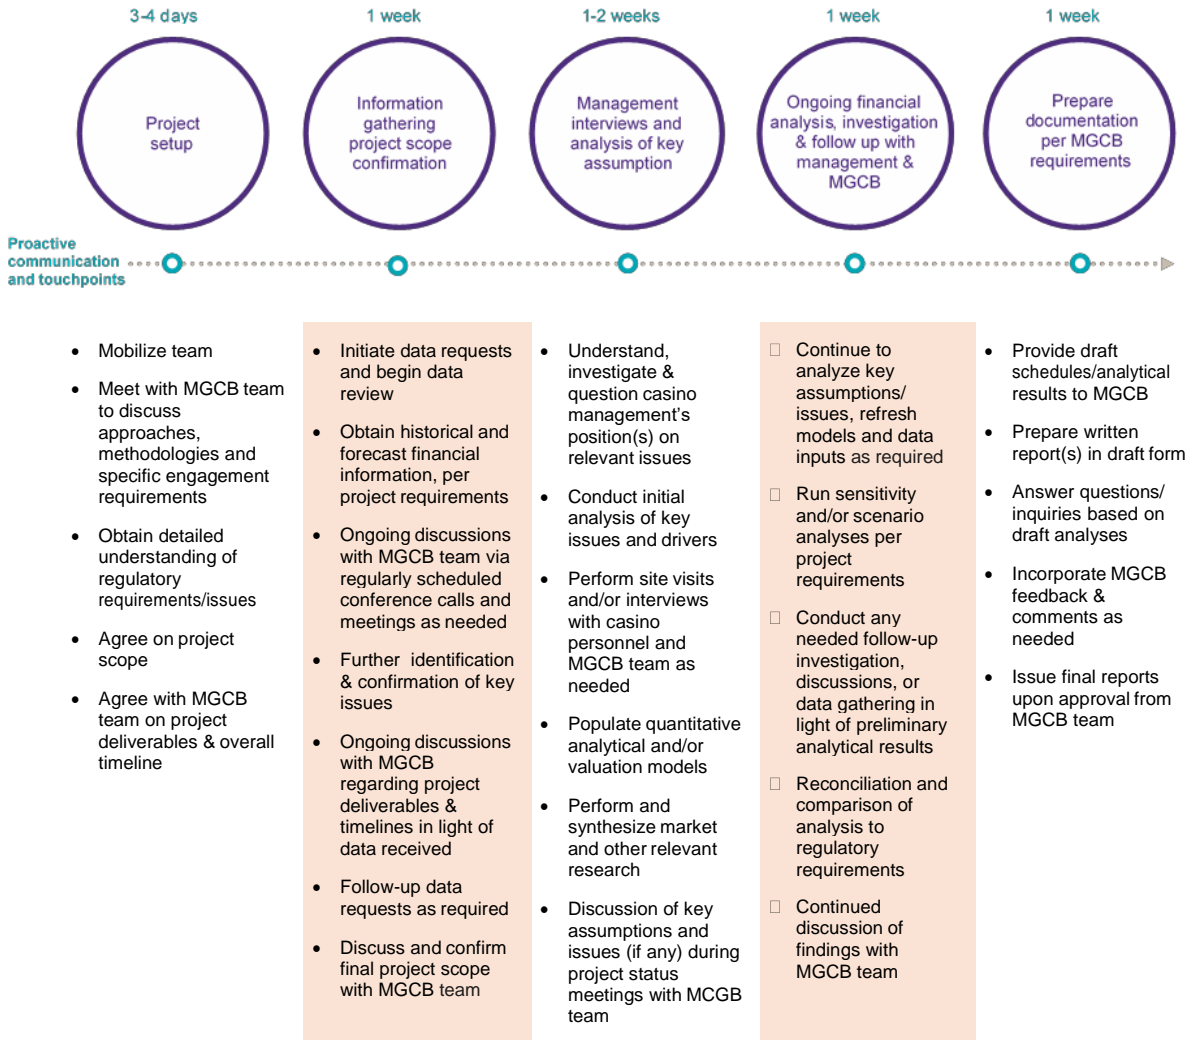 3-4 days
1 week
1-2 weeks
1 week
1 week
Project
setup
Information
gathering
project scope
confirmation
Management
interviews and
analysis of key
assumption
Ongoing financial
analysis, investigation
& follow up with
management &
MGCB
Prepare
documentation
per MGCB
requirements
Proactive
communication
and touchpoints
• Mobilize team
• Meet with MGCB team
to discuss
approaches,
methodologies and
specific engagement
requirements
• Obtain detailed
understanding of
regulatory
requirements/issues
• Agree on project
scope
• Agree with MGCB
team on project
deliverables & overall
timeline
• Initiate data requests
and begin data
review
• Obtain historical and
forecast financial
information, per
project requirements
• Ongoing discussions
with MGCB team via
regularly scheduled
conference calls and
meetings as needed
• Further identification
& confirmation of key
issues
• Ongoing discussions
with MGCB
regarding project
deliverables &
timelines in light of
data received
• Follow-up data
requests as required
• Discuss and confirm
final project scope
with MGCB team
• Understand,
investigate &
question casino
management's
position(s) on
relevant issues
• Conduct initial
analysis of key
issues and drivers
• Perform site visits
and/or interviews
with casino
personnel and
MGCB team as
needed
• Populate quantitative
analytical and/or
valuation models
• Perform and
synthesize market
and other relevant
research
• Discussion of key
assumptions and
issues (if any) during
project status
meetings with MCGB
team
□ Continue to
analyze key
assumptions/
issues, refresh
models and data
inputs as required
□ Run sensitivity
and/or scenario
analyses per
project
requirements
□ Conduct any
needed follow-up
investigation,
discussions, or
data gathering in
light of preliminary
analytical results
□ Reconciliation and
comparison of
analysis to
regulatory
requirements
□ Continued
discussion of
findings with
MGCB team
• Provide draft
schedules/analytical
results to MGCB
• Prepare written
report(s) in draft form
• Answer questions/
inquiries based on
draft analyses
• Incorporate MGCB
feedback &
comments as
needed
• Issue final reports
upon approval from
MGCB team